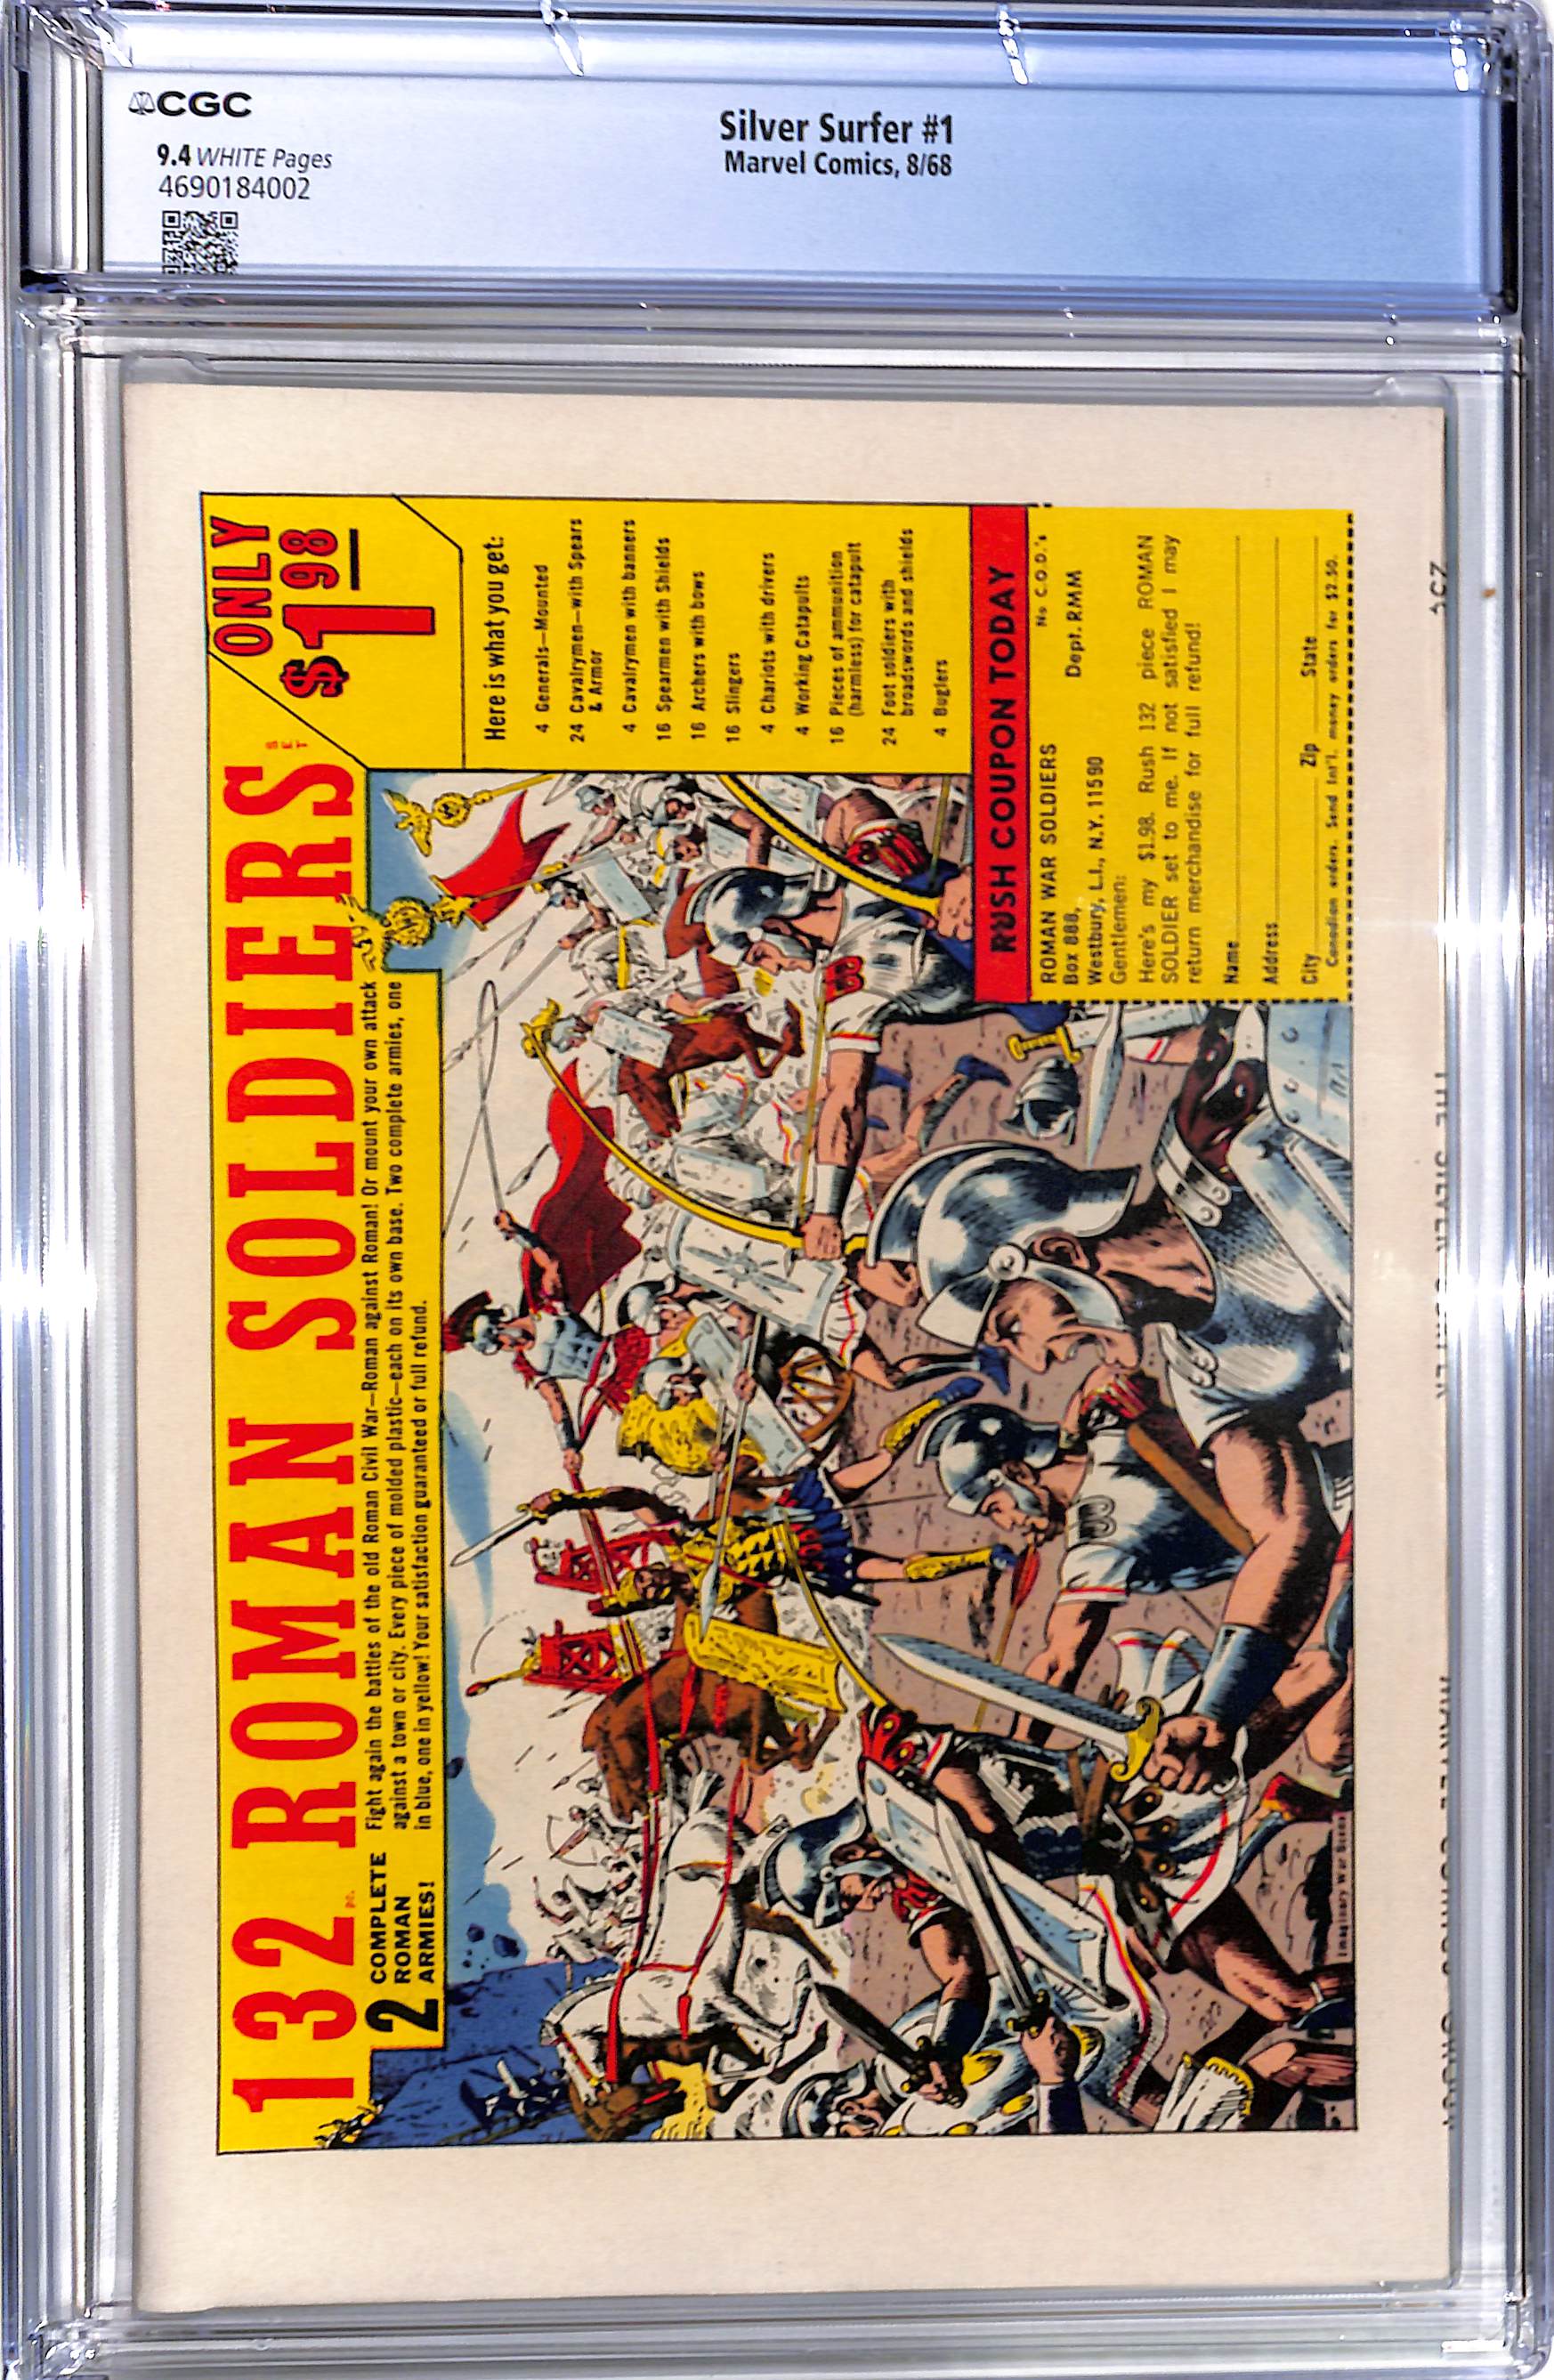 CGC
9.4 WHITE Pages
4690184002
Silver Surfer #1
Marvel Comics, 8/68
132 PC. ROMAN SOLDIERS SET
ONLY
$1.98
2 COMPLETE
ROMAN
ARMIES!
Fight again the battles of the old Roman Civil War—Roman against Roman! Or mount your own attack
against a town or city. Every piece of molded plastic—each on its own base. Two complete armies, one
in blue, one in yellow! Your satisfaction guaranteed or full refund.
Here is what you get:
4 Generals—Mounted
24 Cavalrymen—with Spears
& Armor
4 Cavalrymen with banners
16 Spearmen with Shields
16 Archers with bows
16 Slingers
4 Chariots with drivers
4 Working Catapults
16 Pieces of ammunition
(harmless) for catapult
24 Foot soldiers with
broadswords and shields
4 Buglers
RUSH COUPON TODAY
ROMAN WAR SOLDIERS No C.O.D.'s
Box 888, Dept. RMM
Westbury, L.I., N.Y. 11590
Gentlemen:
Here's my $1.98. Rush 132 piece ROMAN
SOLDIER set to me. If not satisfied I may
return merchandise for full refund!
Name
Address
City Zip State
Canadian orders. Send Int'l. money orders for $2.50.
Imaginary War Scene
25¢
THE SILVER SURFER